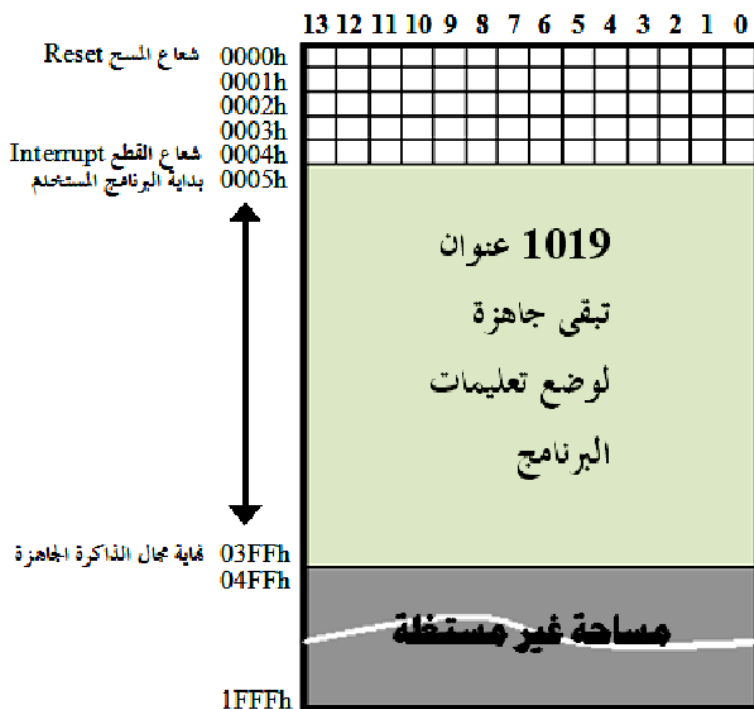 13 12 11 10 9 8 7 6 5 4 3 2 1 0
شعاع المسح Reset 0000h
0001h
0002h
0003h
شعاع القطع Interrupt 0004h
بداية البرنامج المستخدم 0005h
1019 عنوان
تبقى جاهزة
لوضع تعليمات
البرنامج
نهاية مجال الذاكرة الجاهزة 03FFh
04FFh
مساحة غير مستغلة
1FFFh